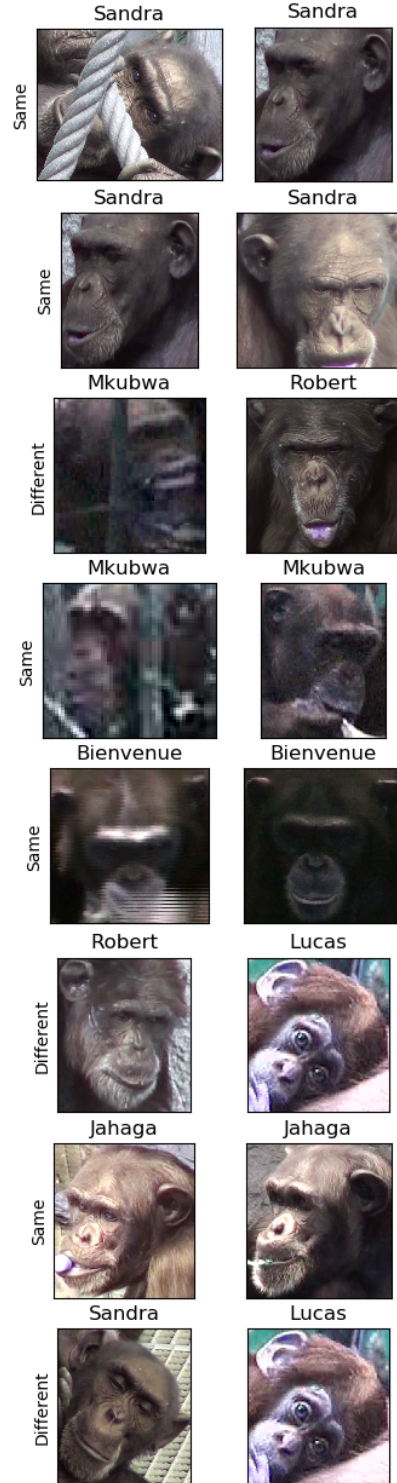 Sandra Sandra
Same
Sandra Sandra
Same
Mkubwa Robert
Different
Mkubwa Mkubwa
Same
Bienvenue Bienvenue
Same
Robert Lucas
Different
Jahaga Jahaga
Same
Sandra Lucas
Different